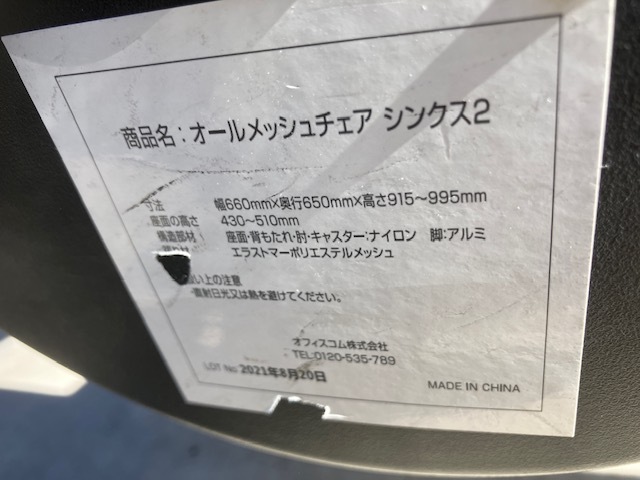 商品名：オールメッシュチェア シンクス2
寸法 幅660mm×奥行650mm×高さ915～995mm
座面の高さ 430～510mm
構造部材 座面・背もたれ・肘・キャスター:ナイロン 脚:アルミ
エラストマーポリエステルメッシュ
い上の注意
直射日光又は熱を避けてください。
オフィスコム株式会社
TEL:0120-535-789
LOT No 2021年8月20日
MADE IN CHINA